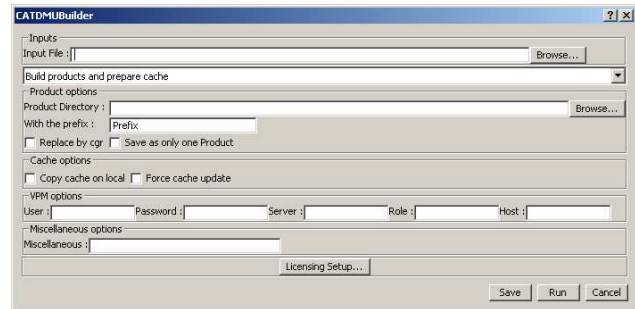 CATDMUBuilder
Inputs
Input File : Browse...
Build products and prepare cache
Product options
Product Directory : Browse...
With the prefix : Prefix
Replace by cgr Save as only one Product
Cache options
Copy cache on local Force cache update
VPM options
User : Password : Server : Role : Host :
Miscellaneous options
Miscellaneous :
Licensing Setup...
Save Run Cancel